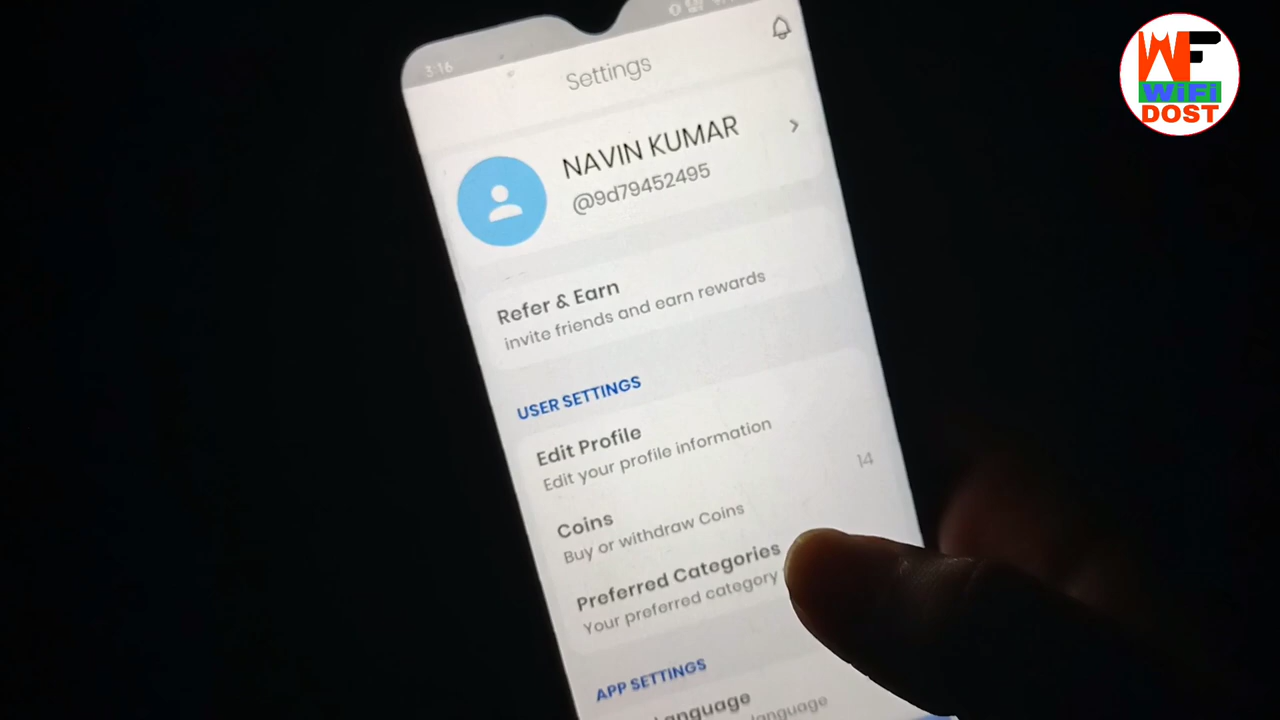 3:16
Settings
NAVIN KUMAR
@9d79452495
Refer & Earn
invite friends and earn rewards
USER SETTINGS
Edit Profile
Edit your profile information
14
Coins
Buy or withdraw Coins
Preferred Categories
Your preferred category
APP SETTINGS
WF
WiFi
DOST